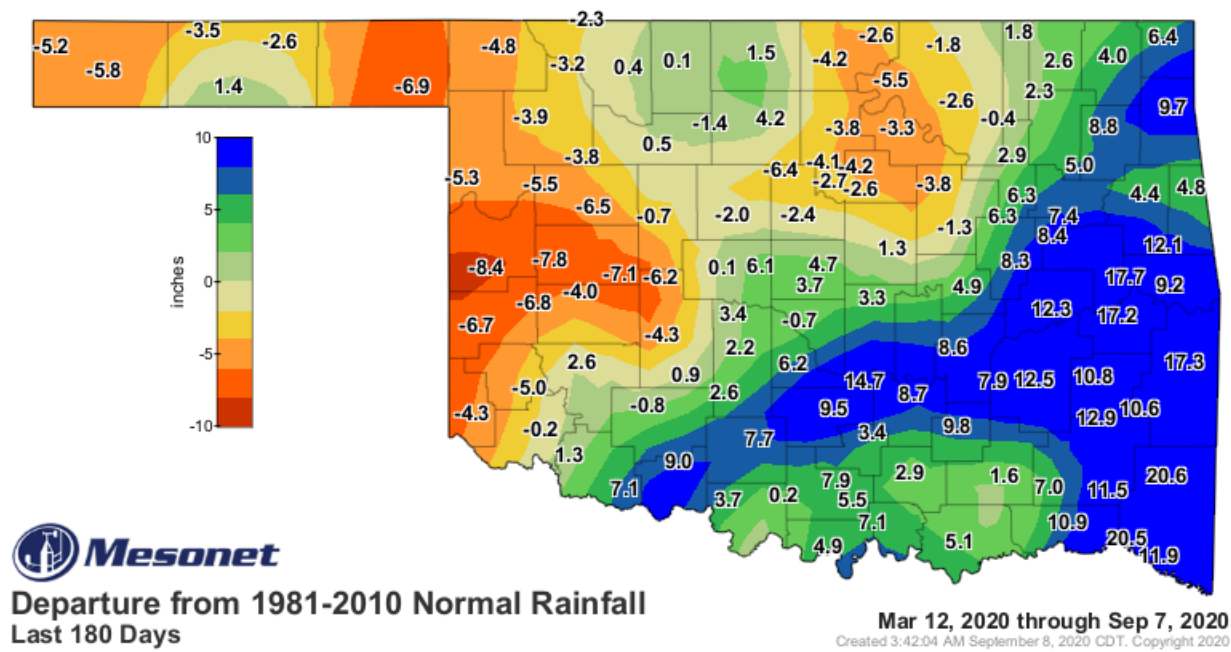 -2.3
-5.2 -3.5 -2.6 -4.8 -2.6 -1.8 1.8 6.4
-5.8 -3.2 0.4 0.1 1.5 -4.2 2.6 4.0
1.4 -6.9 -5.5 2.3
-3.9 -1.4 4.2 -3.8 -3.3 -2.6 -0.4 8.8 9.7
10
-3.8 0.5 -6.4 -4.1 -4.2 2.9 5.0
-5.3 -5.5 -2.7 -2.6 -3.8 6.3 4.4 4.8
5
-6.5 -0.7 -2.0 -2.4 -1.3 6.3 7.4
8.4 12.1
-8.4 -7.8 -7.1 -6.2 0.1 6.1 4.7 1.3 8.3 17.7 9.2
inches
0
-6.8 -4.0 3.7 3.3 4.9
-6.7 -4.3 3.4 -0.7 12.3 17.2
-5
2.6 2.2 6.2 8.6 17.3
-5.0 0.9 2.6 14.7 8.7 7.9 12.5 10.8
-4.3 -0.8 9.5 12.9 10.6
-10
-0.2 7.7 3.4 9.8
1.3 9.0
7.1 3.7 0.2 7.9 2.9 1.6 7.0 11.5 20.6
5.5
7.1 10.9
4.9 5.1 20.5
11.9
Mesonet
Departure from 1981-2010 Normal Rainfall
Last 180 Days
Mar 12, 2020 through Sep 7, 2020
Created 3:42:04 AM September 8, 2020 CDT. Copyright 2020